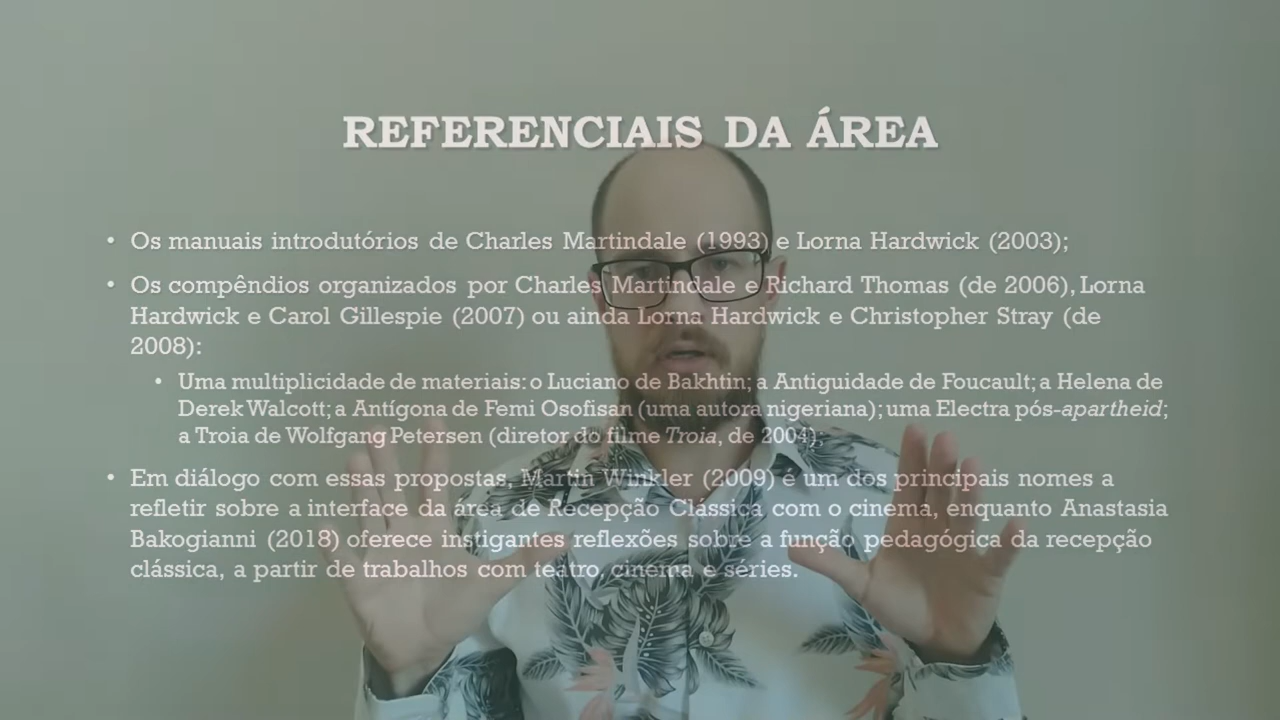 REFERENCIAIS DA ÁREA
• Os manuais introdutórios de Charles Martindale (1993) e Lorna Hardwick (2003);
• Os compêndios organizados por Charles Martindale e Richard Thomas (de 2006), Lorna
Hardwick e Carol Gillespie (2007) ou ainda Lorna Hardwick e Christopher Stray (de
2008):
• Uma multiplicidade de materiais: o Luciano de Bakhtin; a Antiguidade de Foucault; a Helena de
Derek Walcott; a Antígona de Femi Osofisan (uma autora nigeriana); uma Electra pós-apartheid;
a Troia de Wolfgang Petersen (diretor do filme Troia, de 2004);
• Em diálogo com essas propostas, Martin Winkler (2009) é um dos principais nomes a
refletir sobre a interface da área de Recepção Clássica com o cinema, enquanto Anastasia
Bakogianni (2018) oferece instigantes reflexões sobre a função pedagógica da recepção
clássica, a partir de trabalhos com teatro, cinema e séries.